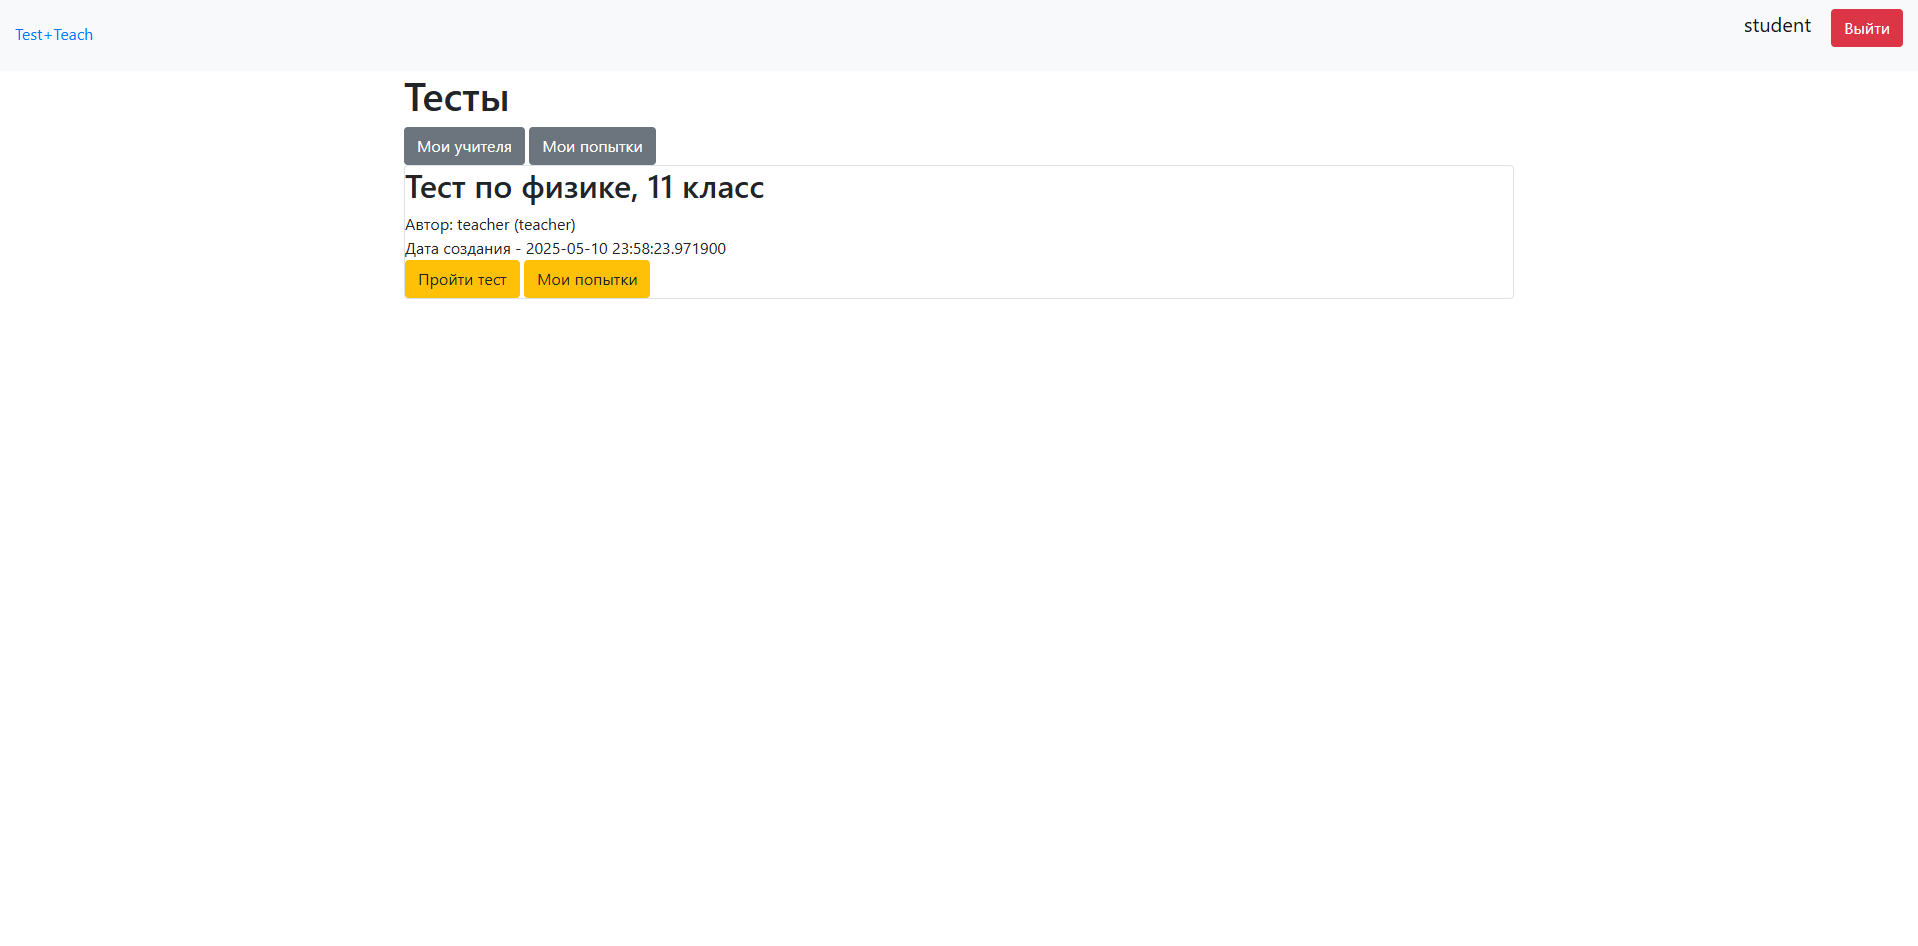 Test+Teach
student
Выйти
Тесты
Мои учителя Мои попытки
Тест по физике, 11 класс
Автор: teacher (teacher)
Дата создания - 2025-05-10 23:58:23.971900
Пройти тест Мои попытки